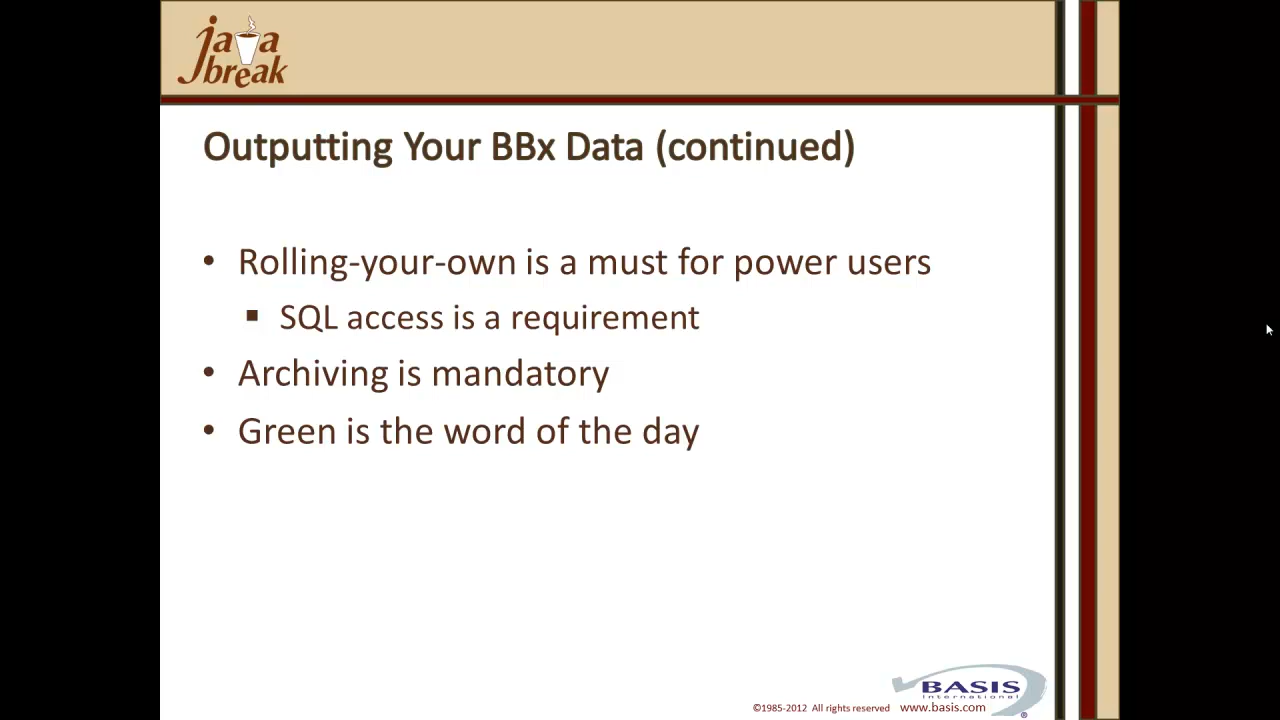 java
break
Outputting Your BBx Data (continued)
• Rolling-your-own is a must for power users
▪ SQL access is a requirement
• Archiving is mandatory
• Green is the word of the day
BASIS
International
®
©1985-2012 All rights reserved www.basis.com